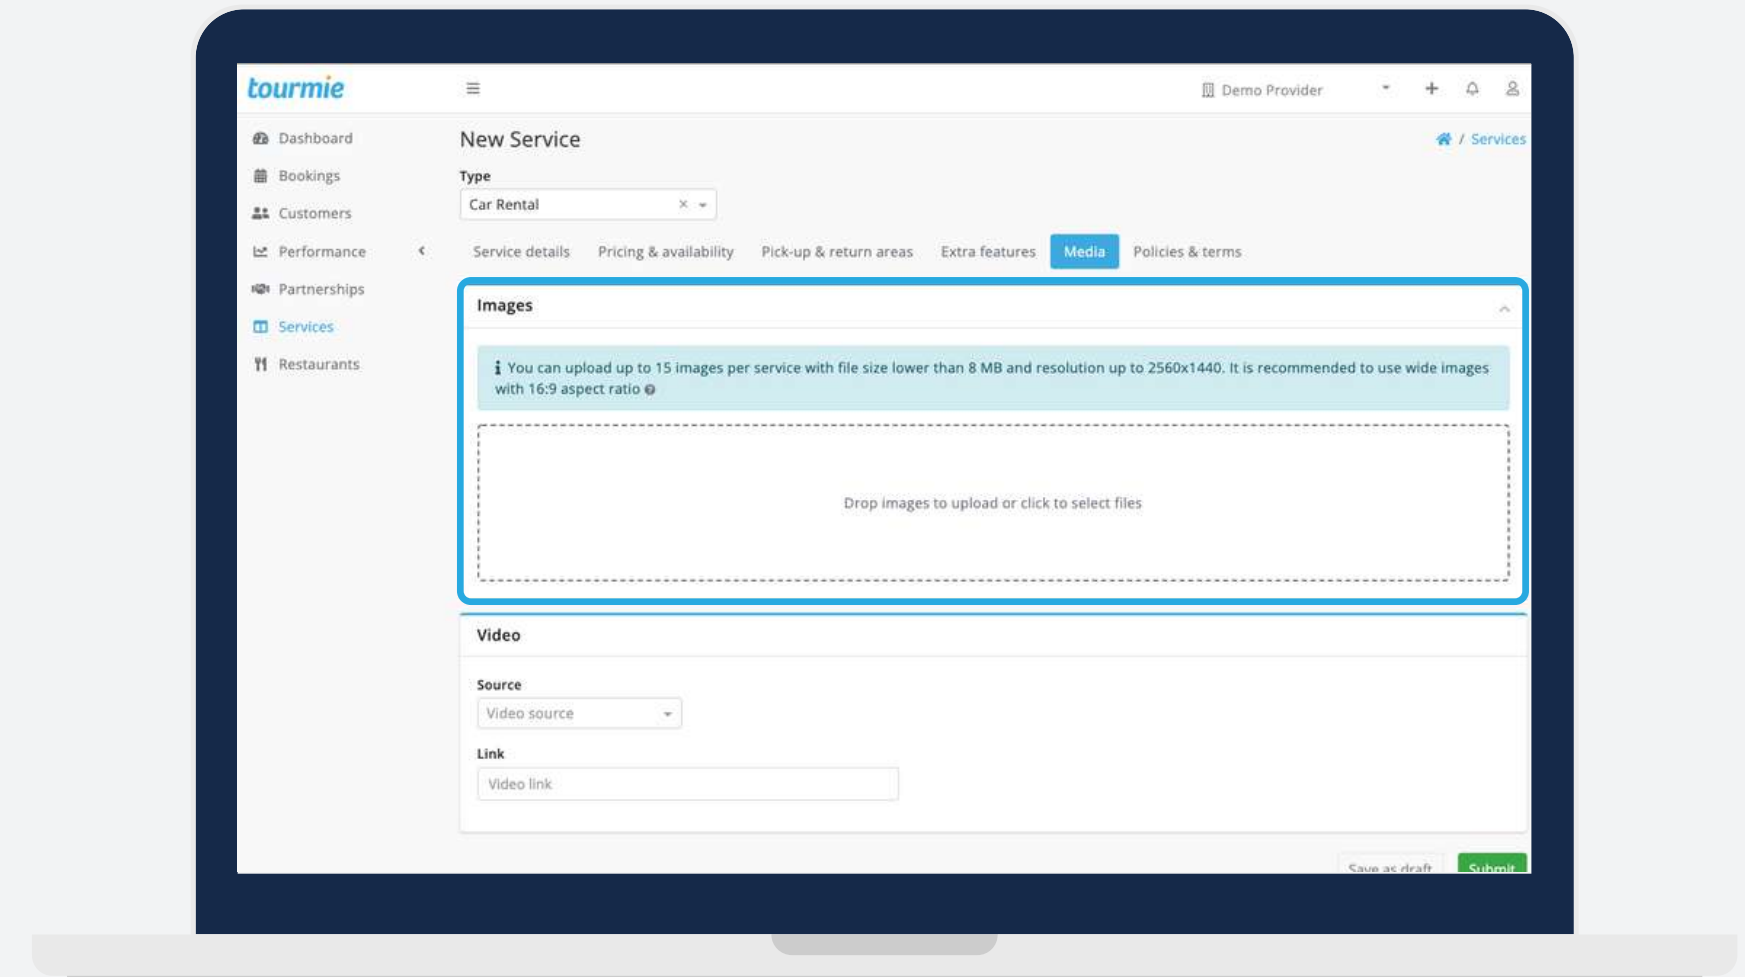 tourmie
Demo Provider
Dashboard
Bookings
Customers
Performance
Partnerships
Services
Restaurants
New Service
/ Services
Type
Car Rental
Service details Pricing & availability Pick-up & return areas Extra features Media Policies & terms
Images
You can upload up to 15 images per service with file size lower than 8 MB and resolution up to 2560x1440. It is recommended to use wide images
with 16:9 aspect ratio
Drop images to upload or click to select files
Video
Source
Video source
Link
Video link
Save as draft Submit